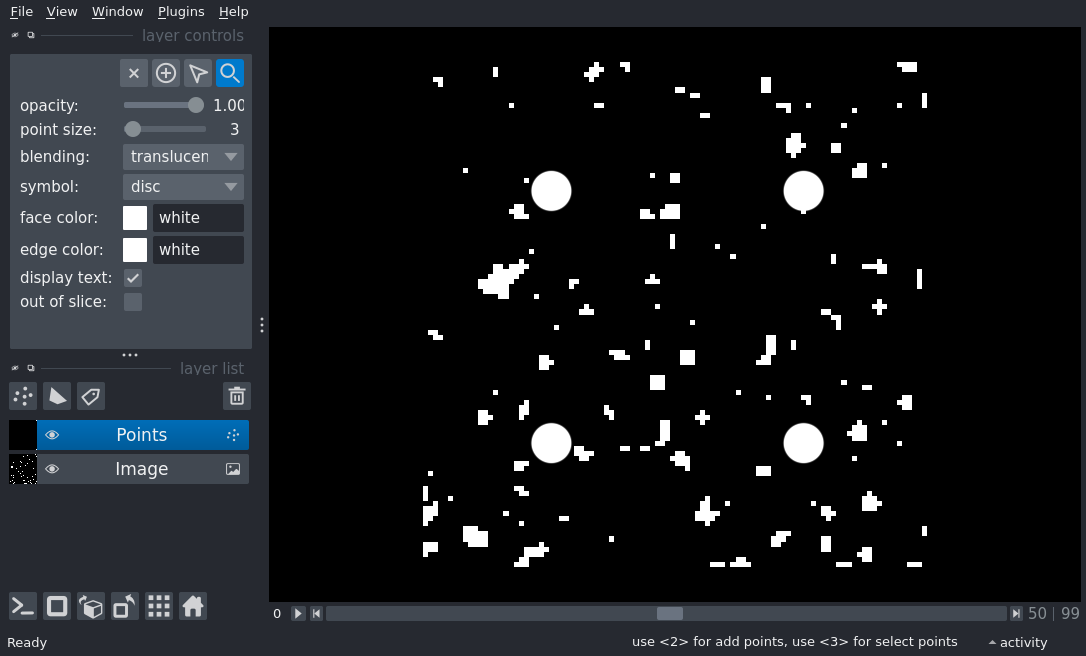 File View Window Plugins Help
layer controls
opacity: 1.00
point size: 3
blending: translucen
symbol: disc
face color: white
edge color: white
display text:
out of slice:
layer list
Points
Image
0 50 | 99
Ready use <2> for add points, use <3> for select points activity